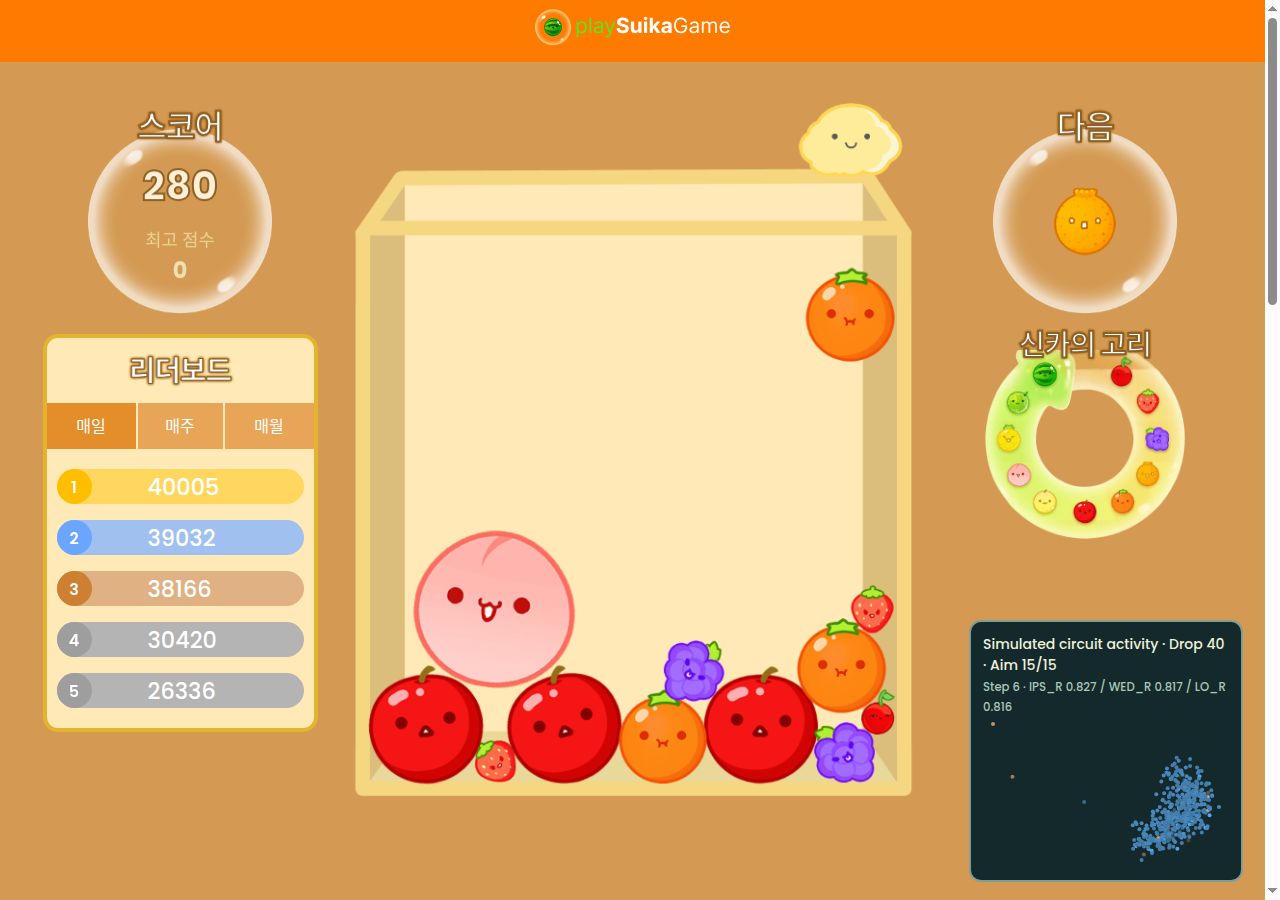 playSuikaGame
스코어
280
최고 점수
0
리더보드
매일 매주 매월
1 40005
2 39032
3 38166
4 30420
5 26336
다음
신카의 고리
Simulated circuit activity · Drop 40
· Aim 15/15
Step 6 · IPS_R 0.827 / WED_R 0.817 / LO_R
0.816